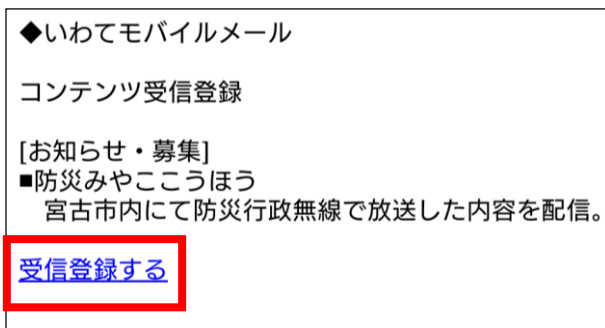 ◆いわてモバイルメール
コンテンツ受信登録
[お知らせ・募集]
■防災みやここうほう
宮古市内にて防災行政無線で放送した内容を配信。
受信登録する